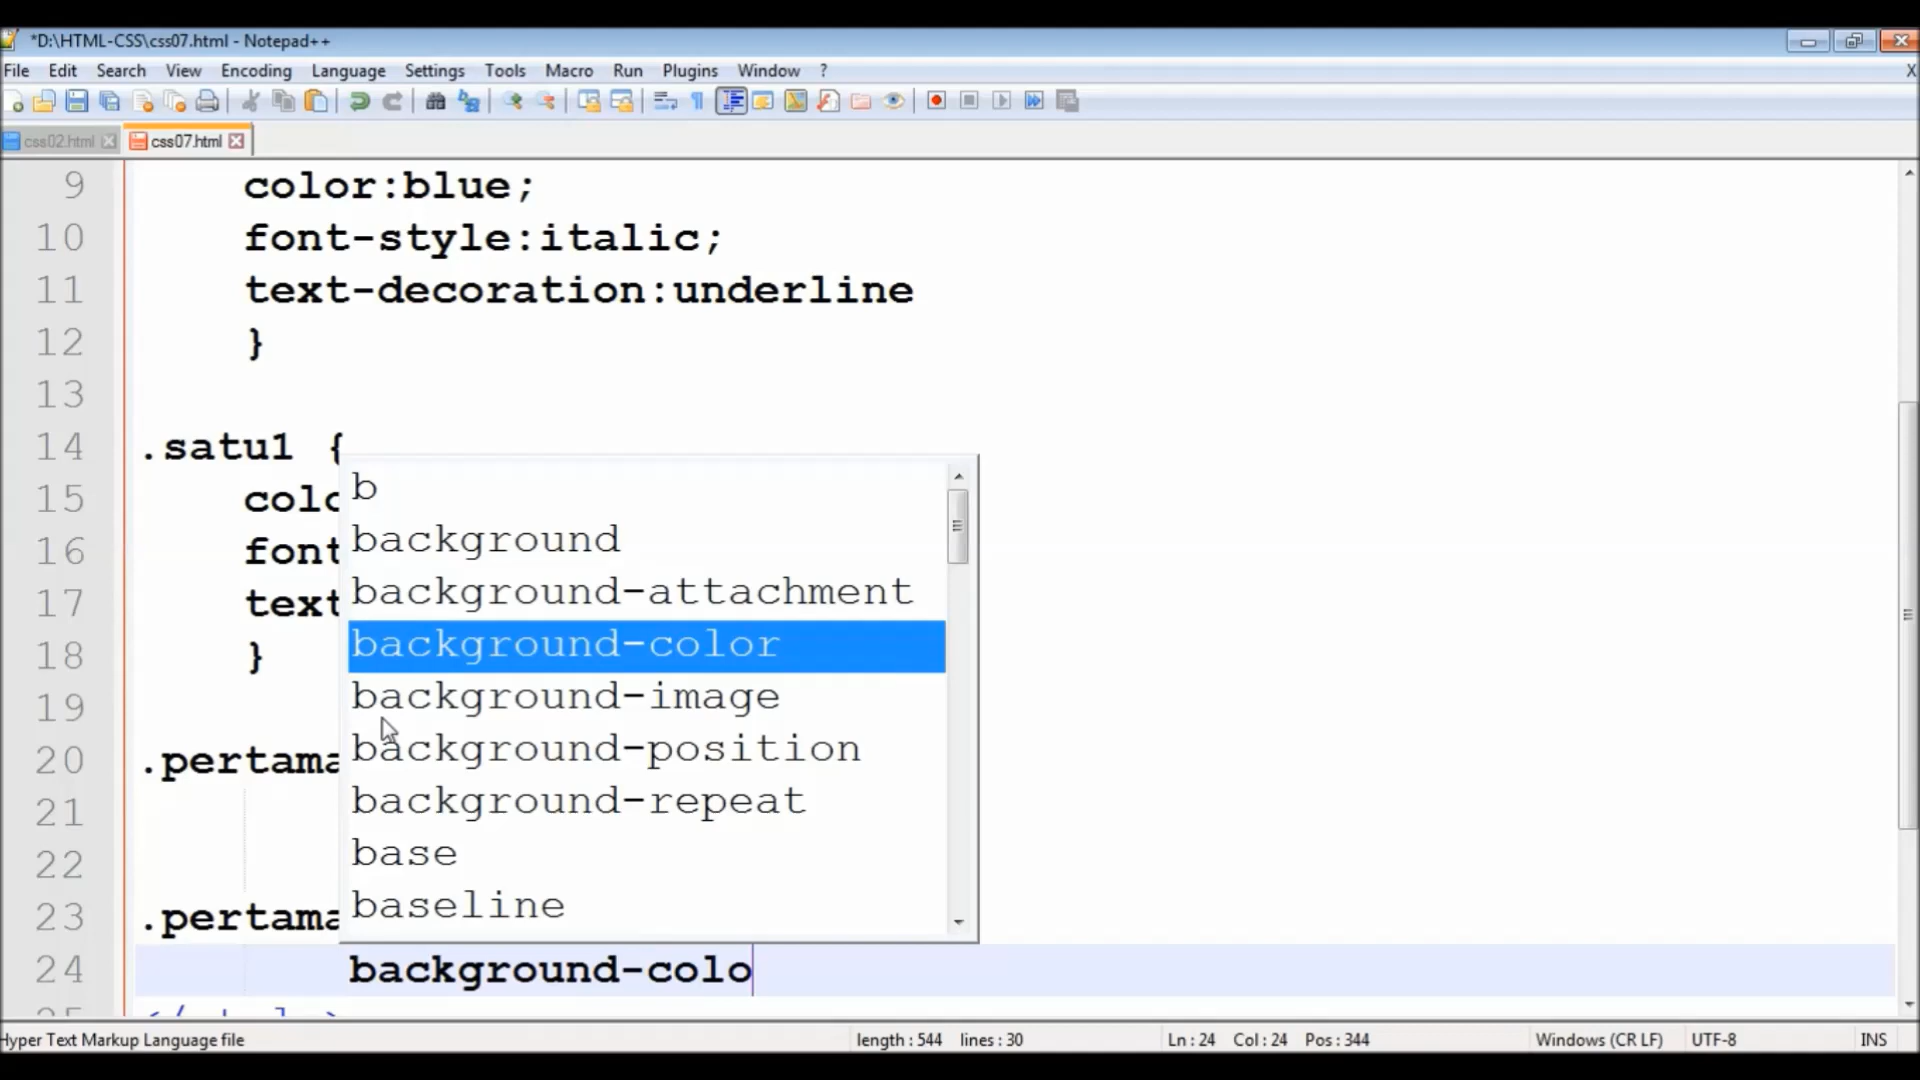 *D:\HTML-CSS\css07.html - Notepad++
File Edit Search View Encoding Language Settings Tools Macro Run Plugins Window ? X
css02.html css07.html
9 color:blue;
10 font-style:italic;
11 text-decoration:underline
12 }
13
14 .satu1 {
15 colo
16 font
17 text
18 }
19
20 .pertama
21
22
23 .pertama
24 background-colo
b
background
background-attachment
background-color
background-image
background-position
background-repeat
base
baseline
Hyper Text Markup Language file length : 544 lines : 30 Ln : 24 Col : 24 Pos : 344 Windows (CR LF) UTF-8 INS